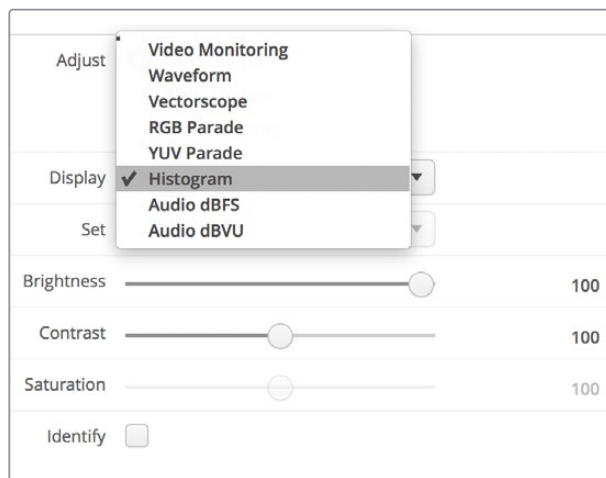 Adjust
Video Monitoring
Waveform
Vectorscope
RGB Parade
YUV Parade
Display
✓ Histogram
Audio dBFS
Set
Audio dBVU
Brightness 100
Contrast 100
Saturation 100
Identify